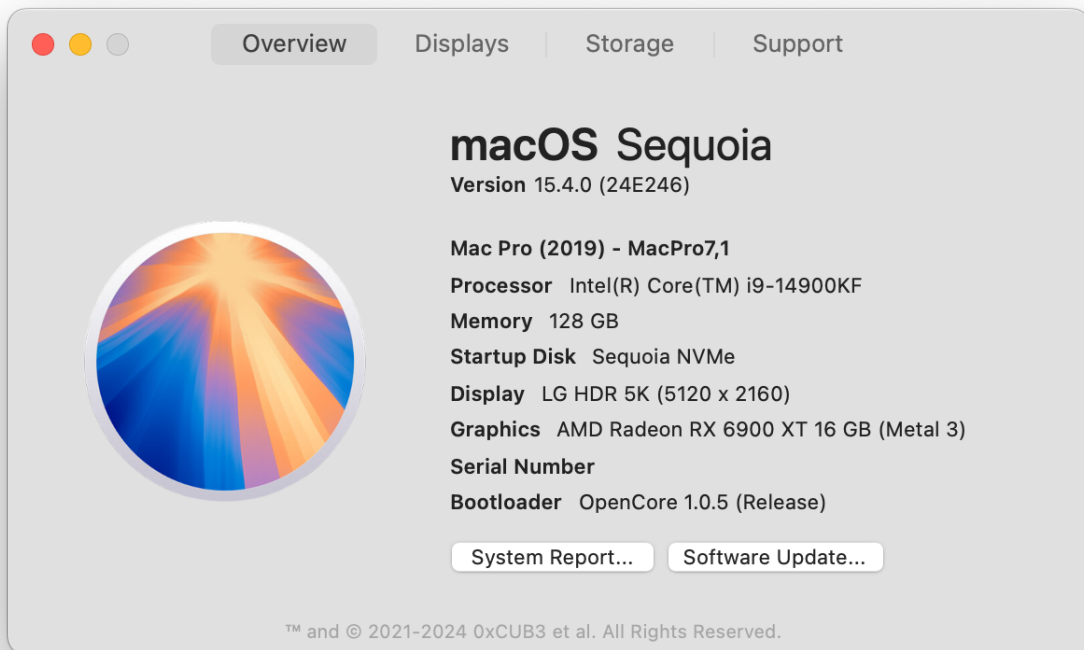 Overview Displays Storage Support
macOS Sequoia
Version 15.4.0 (24E246)
Mac Pro (2019) - MacPro7,1
Processor Intel(R) Core(TM) i9-14900KF
Memory 128 GB
Startup Disk Sequoia NVMe
Display LG HDR 5K (5120 x 2160)
Graphics AMD Radeon RX 6900 XT 16 GB (Metal 3)
Serial Number
Bootloader OpenCore 1.0.5 (Release)
System Report... Software Update...
™ and © 2021-2024 0xCUB3 et al. All Rights Reserved.